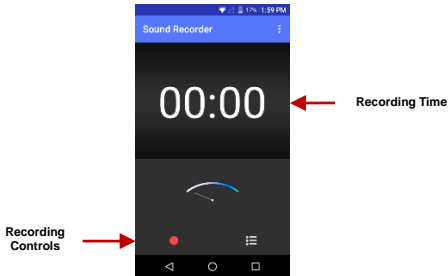 17% 1:59 PM
Sound Recorder
00:00
Recording Time
Recording
Controls